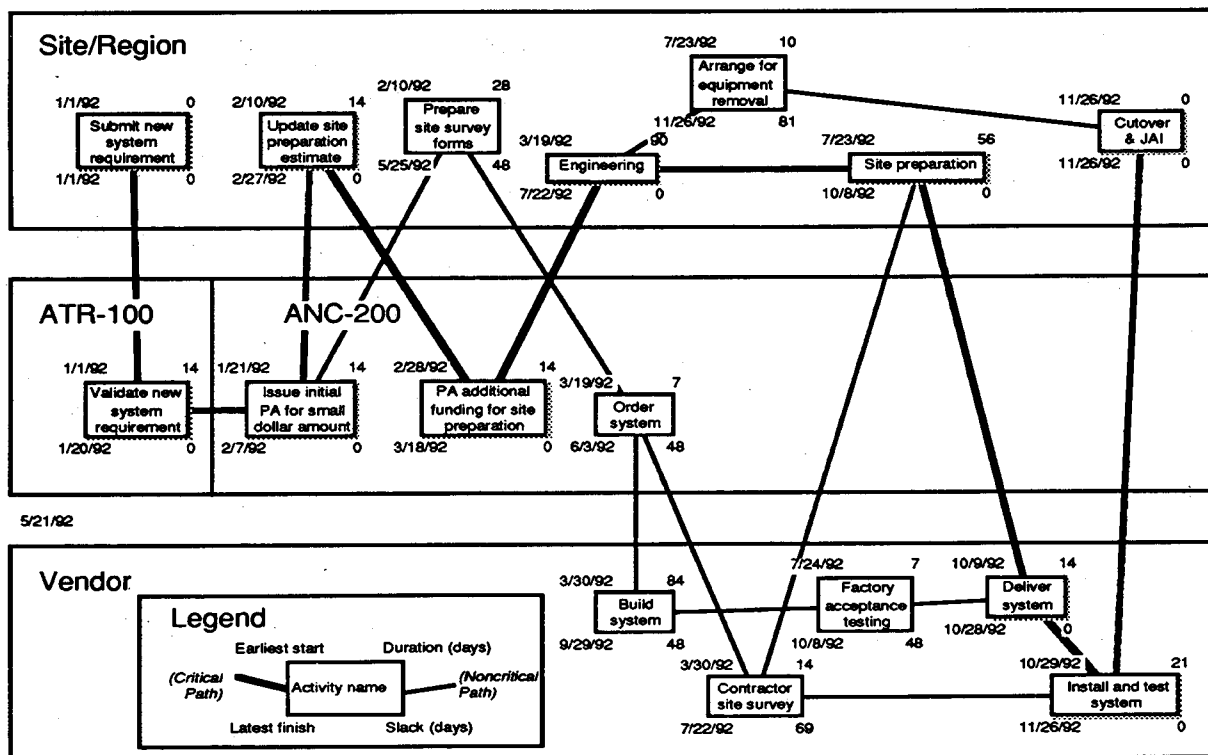 Site/Region
1/1/92 0
Submit new
system
requirement
1/1/92 0
2/10/92 14
Update site
preparation
estimate
2/27/92 0
2/10/92 28
Prepare
site survey
forms
5/25/92 48
3/19/92 90
Engineering
7/22/92 0
7/23/92 10
Arrange for
equipment
removal
11/26/92 81
7/23/92 56
Site preparation
10/8/92 0
11/26/92 0
Cutover
& JAI
11/26/92 0
ATR-100
1/1/92 14
Validate new
system
requirement
1/20/92 0
ANC-200
1/21/92 14
Issue initial
PA for small
dollar amount
2/7/92 0
2/28/92 14
PA additional
funding for site
preparation
3/18/92 0
3/19/92 7
Order
system
6/3/92 48
5/21/92
Vendor
3/30/92 84
Build
system
9/29/92 48
7/24/92 7
Factory
acceptance
testing
10/8/92 48
10/9/92 14
Deliver
system
10/28/92 0
3/30/92 14
Contractor
site survey
7/22/92 69
10/29/92 21
Install and test
system
11/26/92 0
Legend
Earliest start Duration (days)
(Critical
Path)
Activity name
(Noncritical
Path)
Latest finish Slack (days)